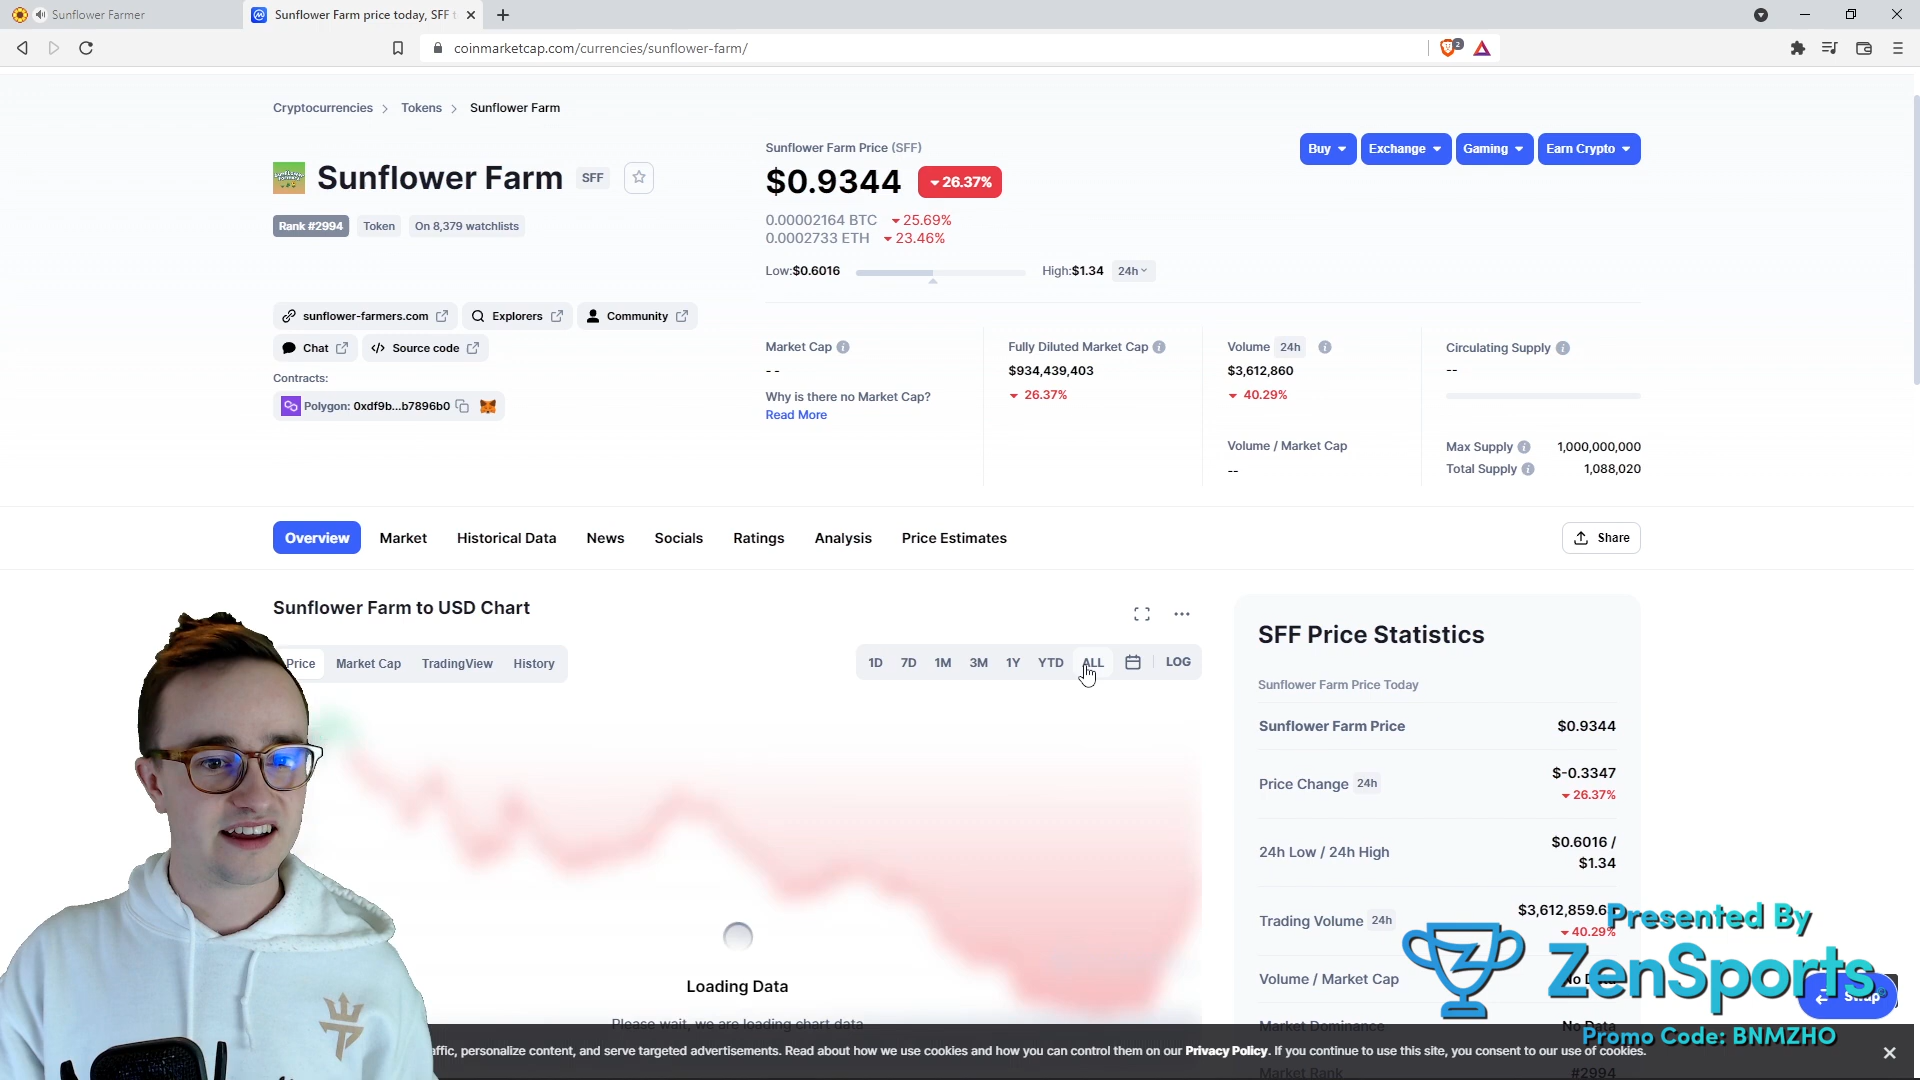 Sunflower Farmer
Sunflower Farm price today, SFF t
coinmarketcap.com/currencies/sunflower-farm/
2
Cryptocurrencies > Tokens > Sunflower Farm
Sunflower Farm SFF
Rank #2994 Token On 8,379 watchlists
sunflower-farmers.com Explorers Community
Chat Source code
Contracts:
Polygon: 0xdf9b...b7896b0
Sunflower Farm Price (SFF)
$0.9344 26.37%
0.00002164 BTC 25.69%
0.0002733 ETH 23.46%
Low:$0.6016 High:$1.34 24h
Buy Exchange Gaming Earn Crypto
Market Cap
- -
Why is there no Market Cap?
Read More
Fully Diluted Market Cap
$934,439,403
26.37%
Volume 24h
$3,612,860
40.29%
Volume / Market Cap
--
Circulating Supply
--
Max Supply 1,000,000,000
Total Supply 1,088,020
Overview Market Historical Data News Socials Ratings Analysis Price Estimates Share
Sunflower Farm to USD Chart
Price Market Cap TradingView History
1D 7D 1M 3M 1Y YTD ALL LOG
Loading Data
Please wait, we are loading chart data
SFF Price Statistics
Sunflower Farm Price Today
Sunflower Farm Price $0.9344
Price Change 24h $-0.3347
26.37%
24h Low / 24h High $0.6016 /
$1.34
Trading Volume 24h $3,612,859.6
40.29%
Volume / Market Cap No Data
Market Dominance No Data
Market Rank #2994
Swap
Presented By
ZenSports
Promo Code: BNMZHO
affic, personalize content, and serve targeted advertisements. Read about how we use cookies and how you can control them on our Privacy Policy. If you continue to use this site, you consent to our use of cookies.